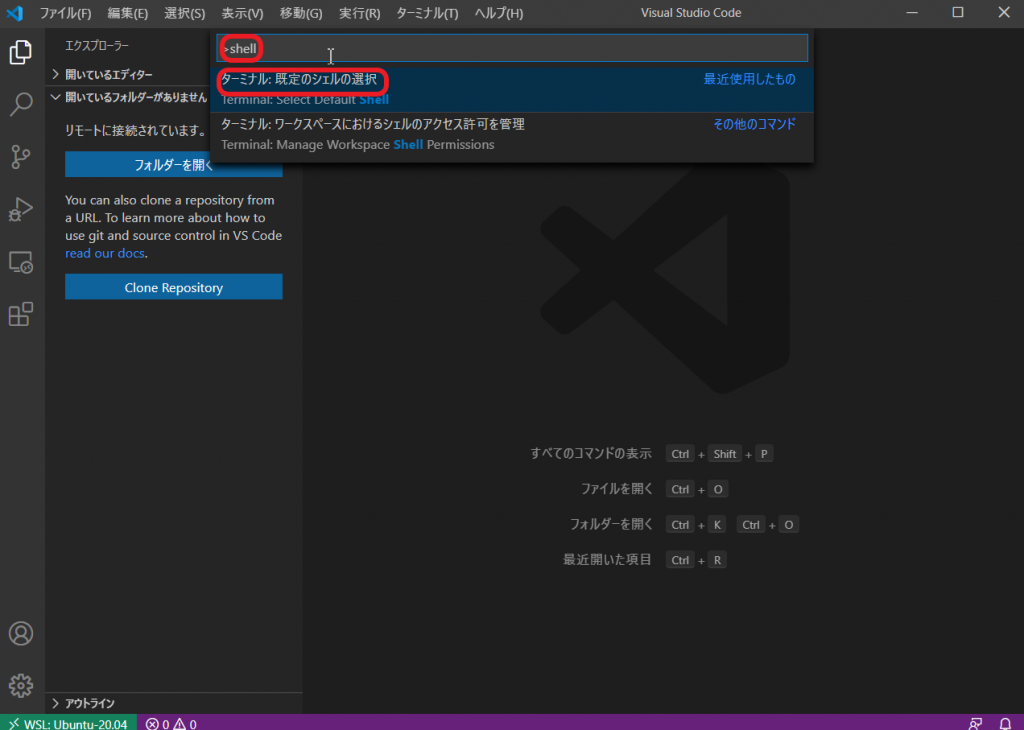 ファイル(F) 編集(E) 選択(S) 表示(V) 移動(G) 実行(R) ターミナル(T) ヘルプ(H) Visual Studio Code
エクスプローラー
開いているエディター
開いているフォルダーがありません
リモートに接続されています。
フォルダーを開く
You can also clone a repository from
a URL. To learn more about how to
use git and source control in VS Code
read our docs.
Clone Repository
アウトライン
>shell
ターミナル: 既定のシェルの選択 最近使用したもの
Terminal: Select Default Shell
ターミナル: ワークスペースにおけるシェルのアクセス許可を管理 その他のコマンド
Terminal: Manage Workspace Shell Permissions
すべてのコマンドの表示 Ctrl + Shift + P
ファイルを開く Ctrl + O
フォルダーを開く Ctrl + K Ctrl + O
最近開いた項目 Ctrl + R
WSL: Ubuntu-20.04 0 0